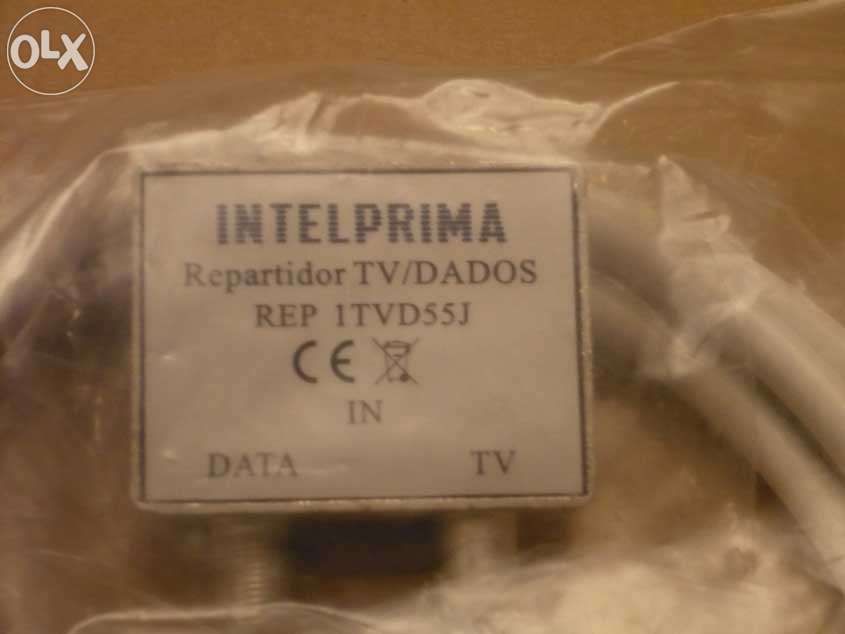 OLX
INTELPRIMA
Repartidor TV/DADOS
REP 1TVD55J
CE
IN
DATA TV